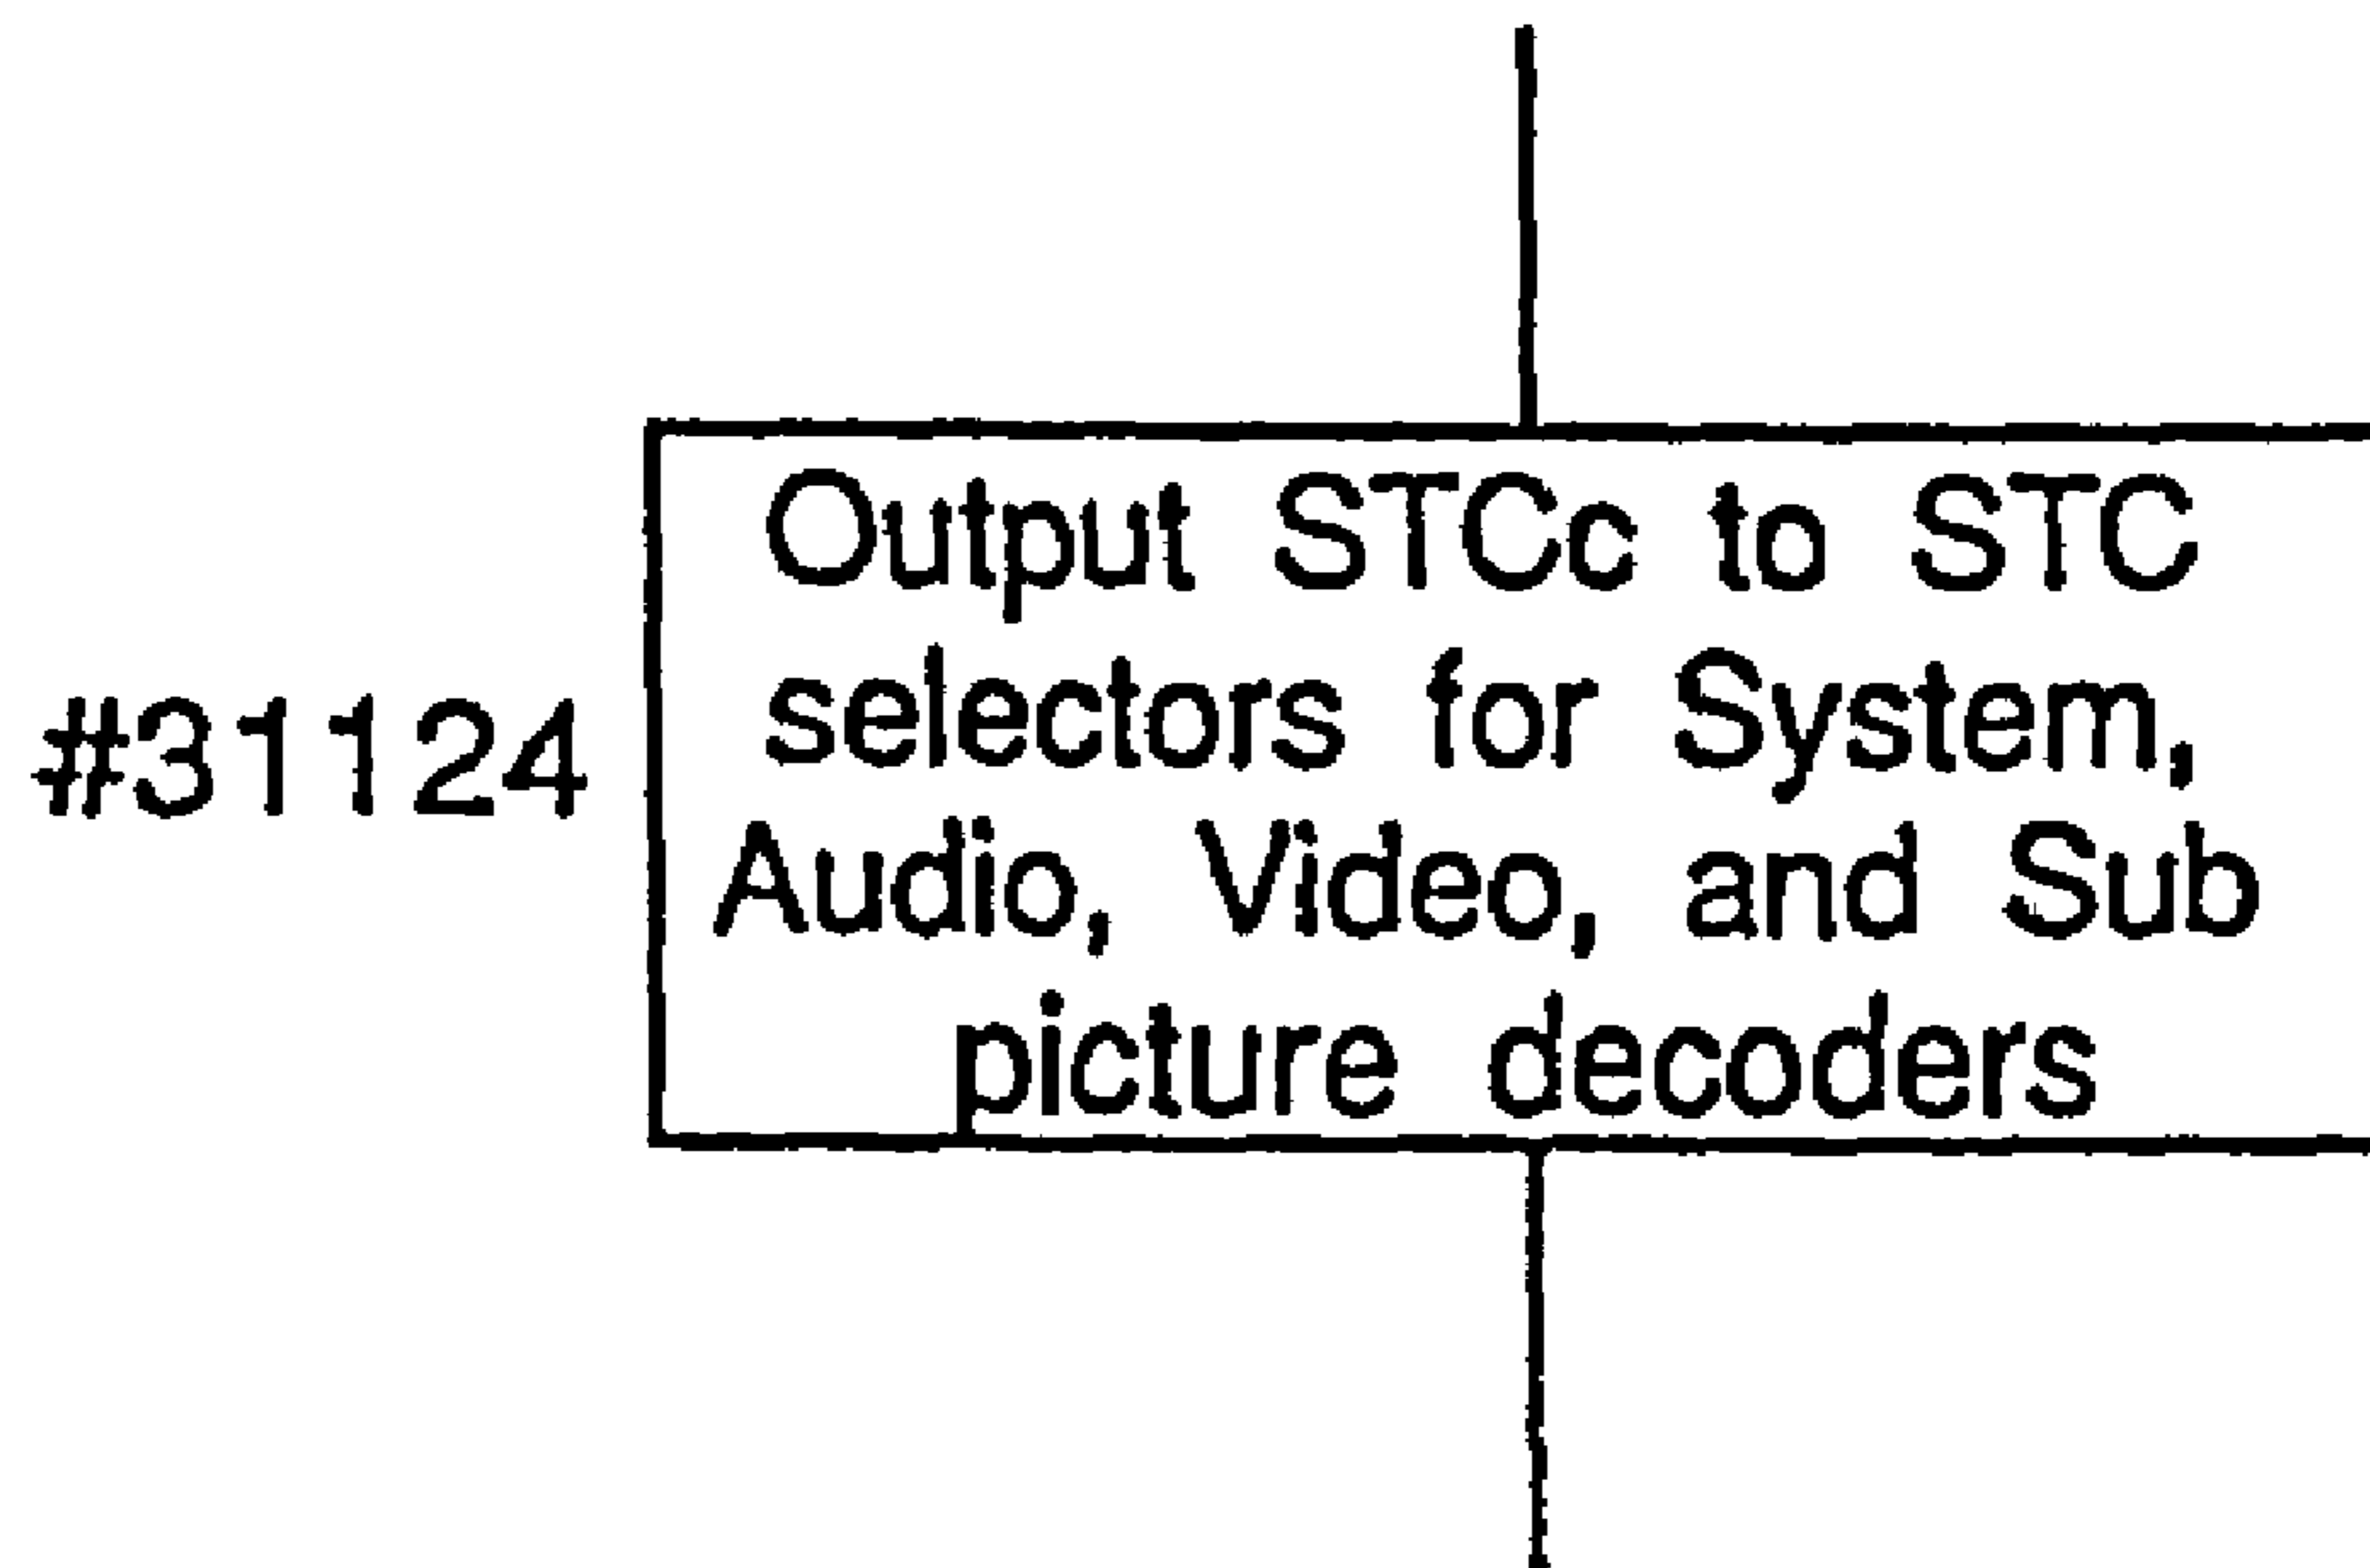 Output STCc to STC
selectors for System,
#31124
Audio, Video, and Sub
picture decoders